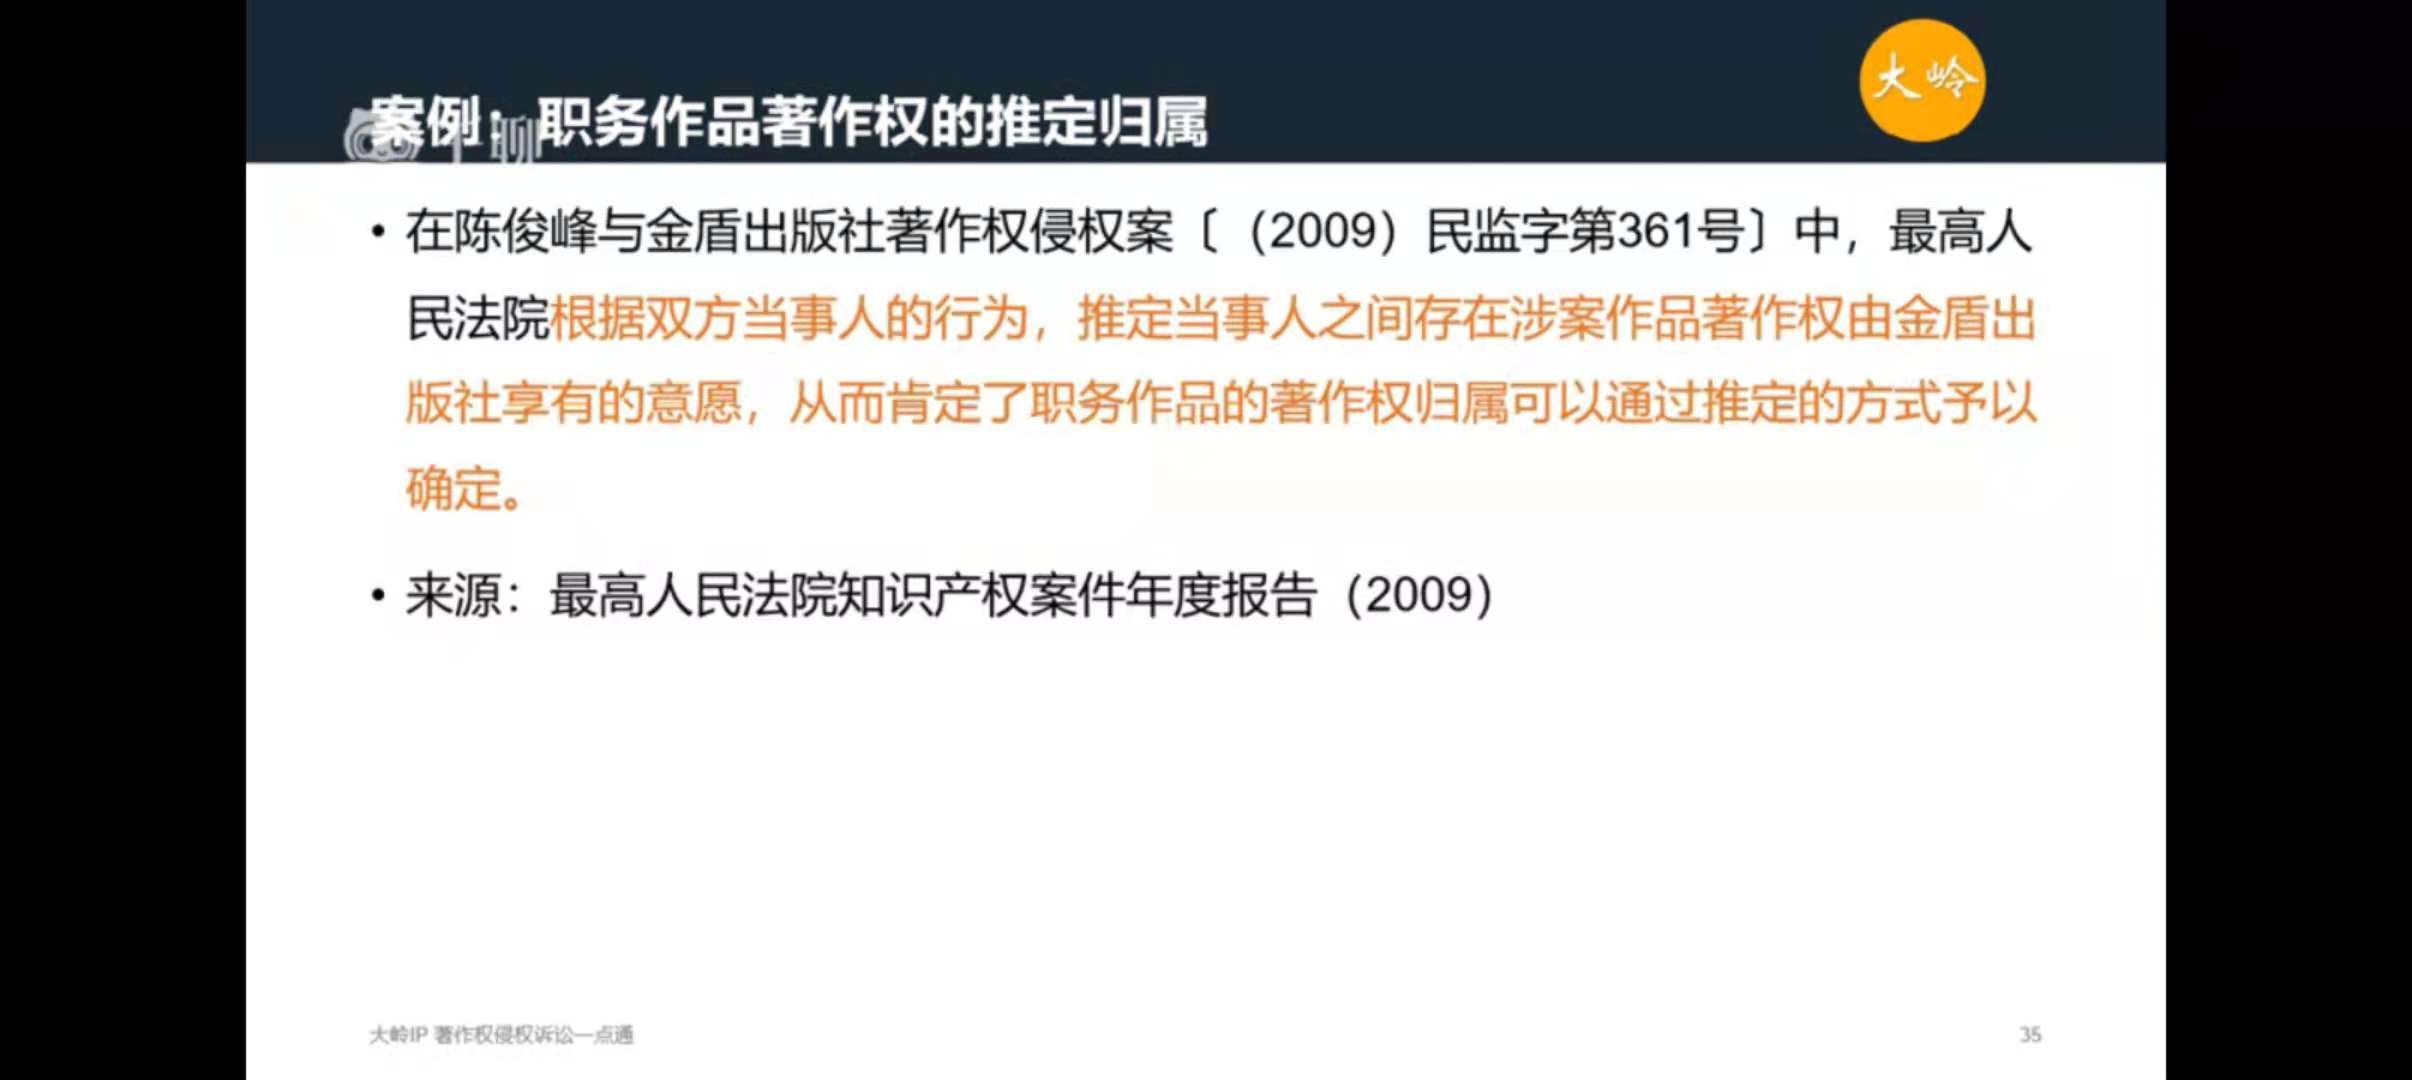 大岭
案例：职务作品著作权的推定归属
• 在陈俊峰与金盾出版社著作权侵权案〔（2009）民监字第361号〕中，最高人
民法院根据双方当事人的行为，推定当事人之间存在涉案作品著作权由金盾出
版社享有的意愿，从而肯定了职务作品的著作权归属可以通过推定的方式予以
确定。
• 来源：最高人民法院知识产权案件年度报告（2009）
大岭IP 著作权侵权诉讼一点通
35